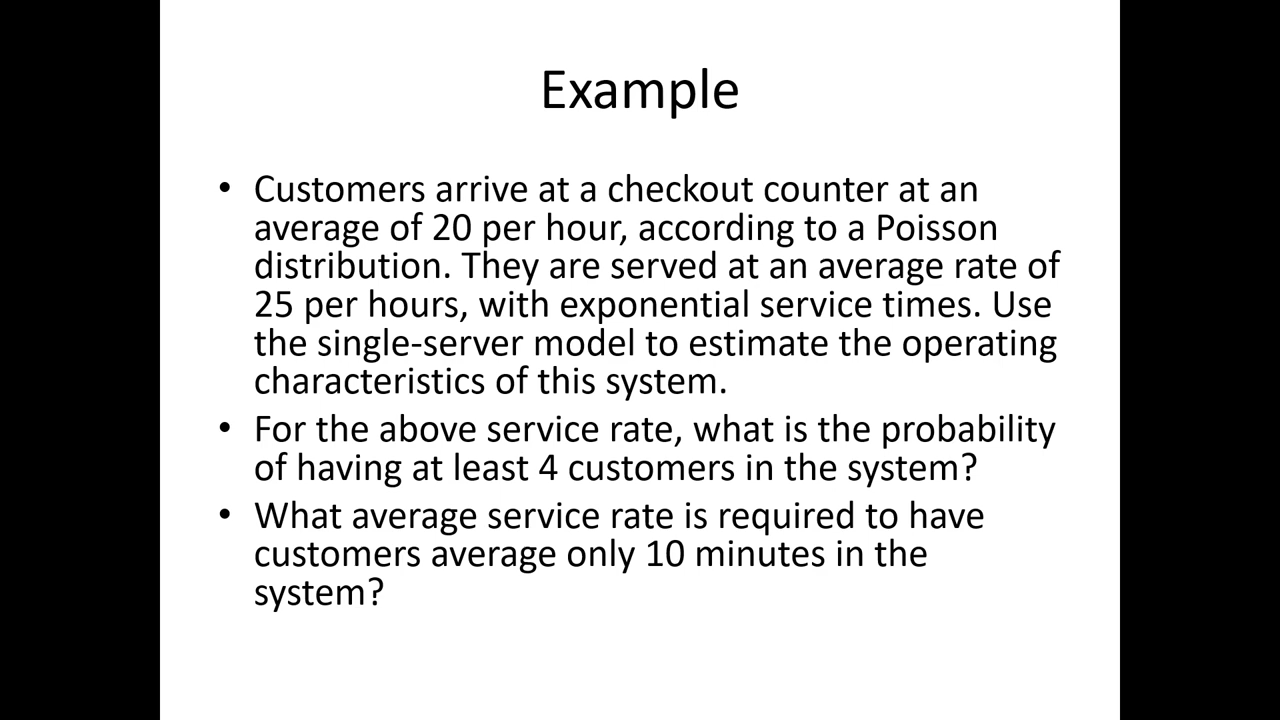 Example
• Customers arrive at a checkout counter at an
average of 20 per hour, according to a Poisson
distribution. They are served at an average rate of
25 per hours, with exponential service times. Use
the single-server model to estimate the operating
characteristics of this system.
• For the above service rate, what is the probability
of having at least 4 customers in the system?
• What average service rate is required to have
customers average only 10 minutes in the
system?